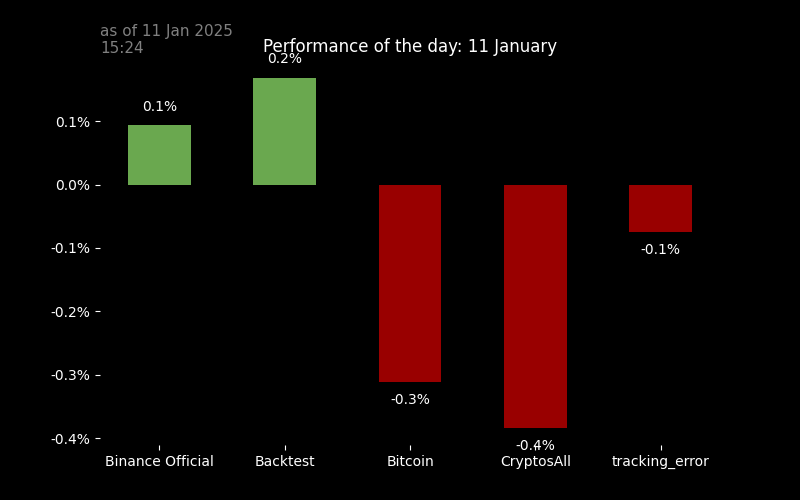 as of 11 Jan 2025
15:24
Performance of the day: 11 January
0.1%
0.2%
-0.3%
-0.4%
-0.1%
0.1%
0.0%
-0.1%
-0.2%
-0.3%
-0.4%
Binance Official
Backtest
Bitcoin
CryptosAll
tracking_error